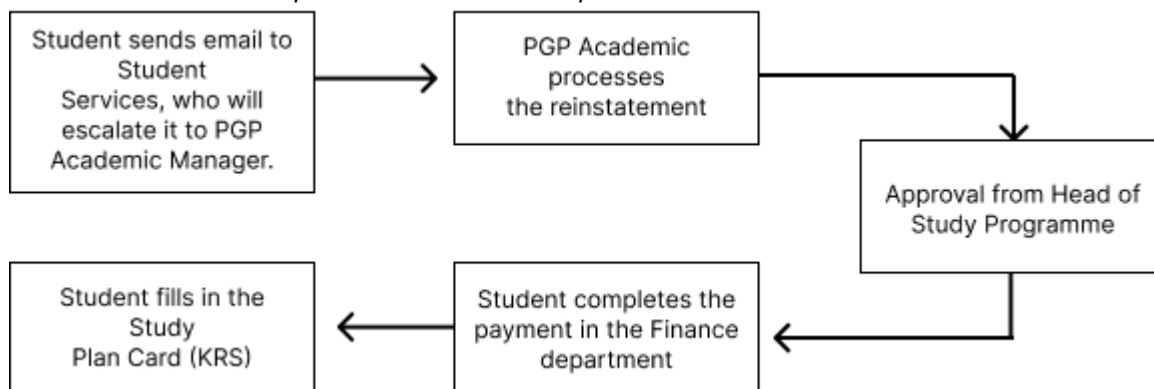 Student sends email to
Student
Services, who will
escalate it to PGP
Academic Manager.
PGP Academic
processes
the reinstatement
Approval from Head of
Study Programme
Student completes the
payment in the Finance
department
Student fills in the
Study
Plan Card (KRS)